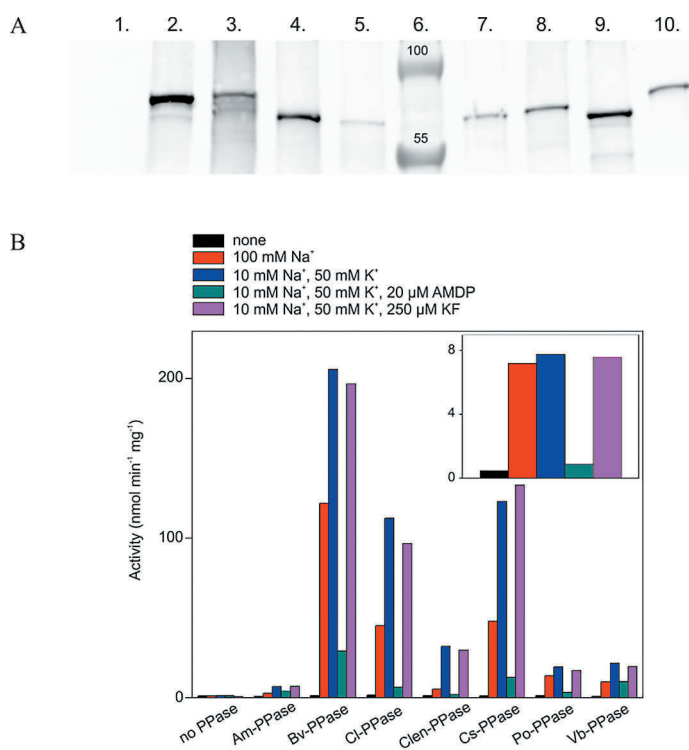 A 1. 2. 3. 4. 5. 6. 7. 8. 9. 10.
100
55
B
none
100 mM Na⁺
10 mM Na⁺, 50 mM K⁺
10 mM Na⁺, 50 mM K⁺, 20 µM AMDP
10 mM Na⁺, 50 mM K⁺, 250 µM KF
Activity (nmol min⁻¹ mg⁻¹)
200
100
0
8
4
0
no PPase Am-PPase Bv-PPase Cl-PPase Clen-PPase Cs-PPase Po-PPase Vb-PPase